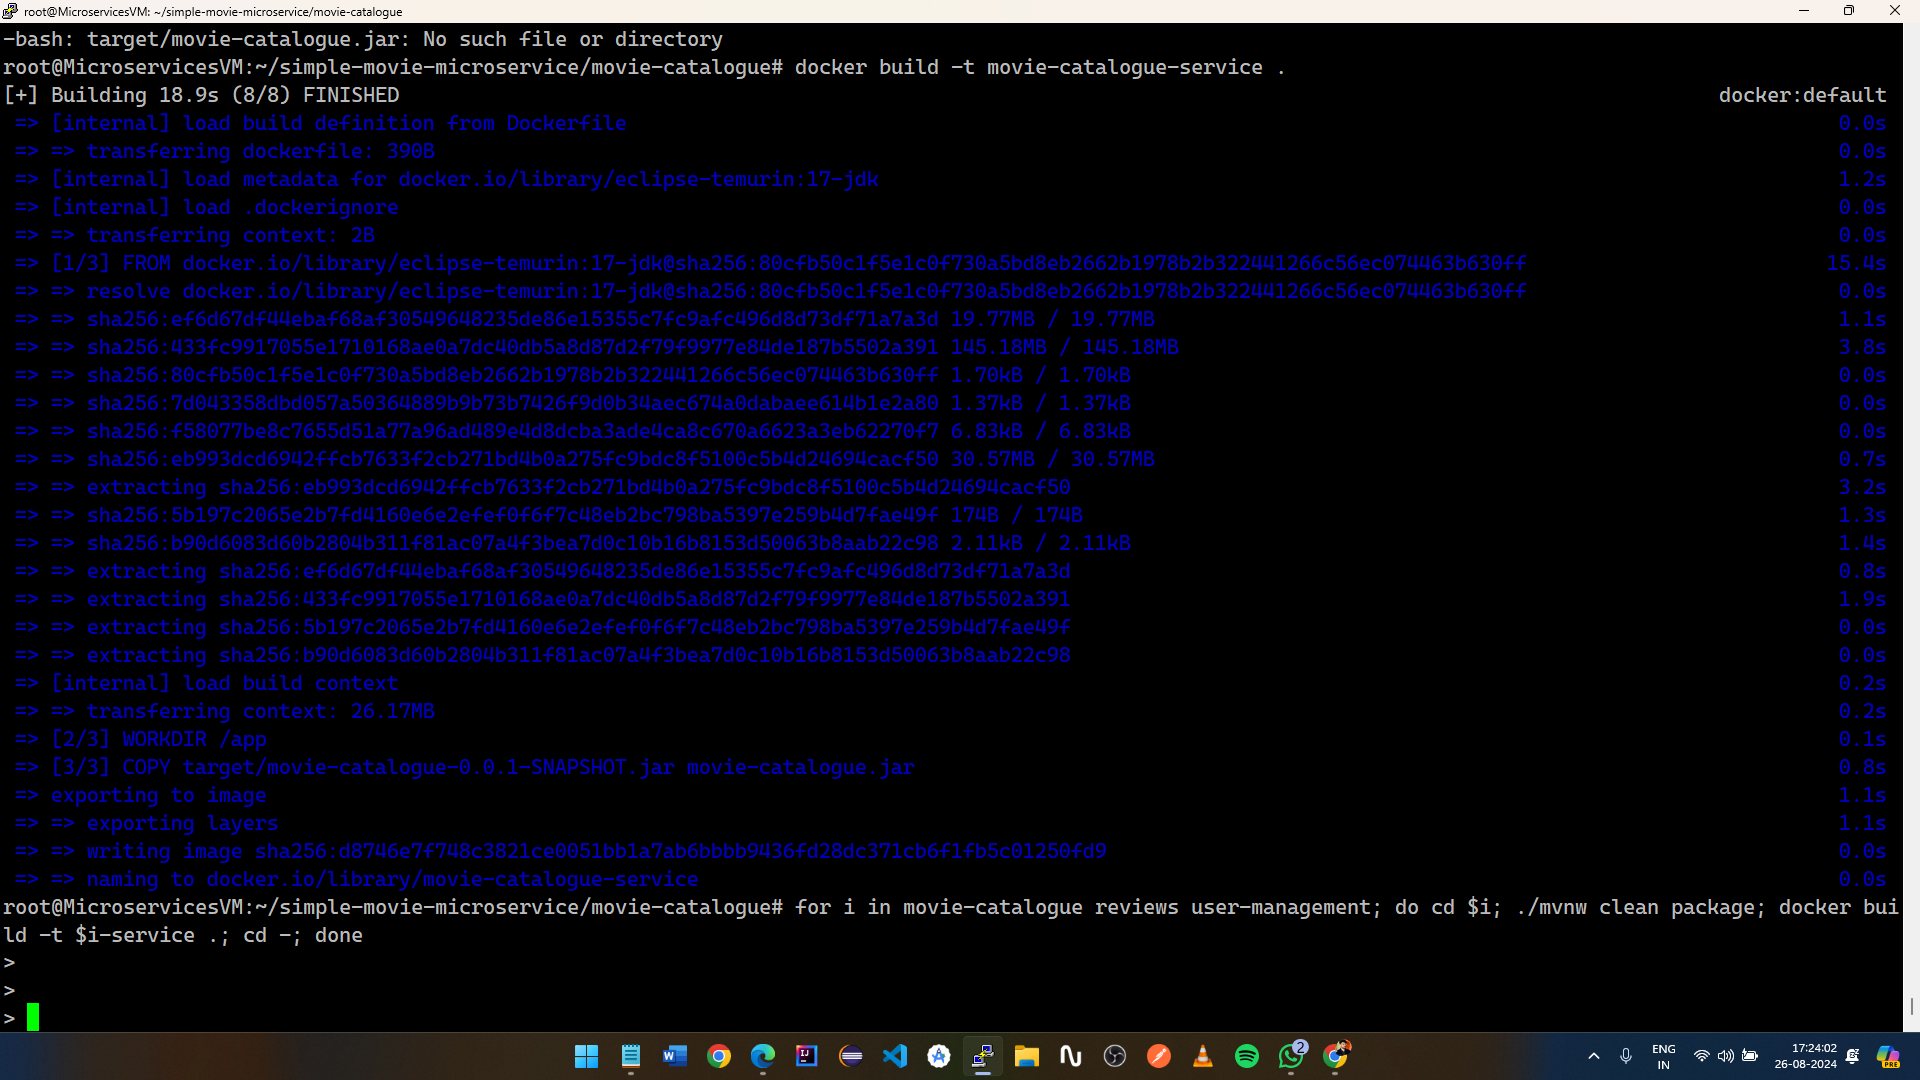 root@MicroservicesVM: ~/simple-movie-microservice/movie-catalogue
-bash: target/movie-catalogue.jar: No such file or directory
root@MicroservicesVM:~/simple-movie-microservice/movie-catalogue# docker build -t movie-catalogue-service .
[+] Building 18.9s (8/8) FINISHED docker:default
=> [internal] load build definition from Dockerfile 0.0s
=> => transferring dockerfile: 390B 0.0s
=> [internal] load metadata for docker.io/library/eclipse-temurin:17-jdk 1.2s
=> [internal] load .dockerignore 0.0s
=> => transferring context: 2B 0.0s
=> [1/3] FROM docker.io/library/eclipse-temurin:17-jdk@sha256:80cfb50c1f5e1c0f730a5bd8eb2662b1978b2b322441266c56ec074463b630ff 15.4s
=> => resolve docker.io/library/eclipse-temurin:17-jdk@sha256:80cfb50c1f5e1c0f730a5bd8eb2662b1978b2b322441266c56ec074463b630ff 0.0s
=> => sha256:ef6d67df44ebaf68af30549648235de86e15355c7fc9afc496d8d73df71a7a3d 19.77MB / 19.77MB 1.1s
=> => sha256:433fc9917055e1710168ae0a7dc40db5a8d87d2f79f9977e84de187b5502a391 145.18MB / 145.18MB 3.8s
=> => sha256:80cfb50c1f5e1c0f730a5bd8eb2662b1978b2b322441266c56ec074463b630ff 1.70kB / 1.70kB 0.0s
=> => sha256:7d043358dbd057a50364889b9b73b7426f9d0b34aec674a0dabaee614b1e2a80 1.37kB / 1.37kB 0.0s
=> => sha256:f58077be8c7655d51a77a96ad489e4d8dcba3ade4ca8c670a6623a3eb62270f7 6.83kB / 6.83kB 0.0s
=> => sha256:eb993dcd6942ffcb7633f2cb271bd4b0a275fc9bdc8f5100c5b4d24694cacf50 30.57MB / 30.57MB 0.7s
=> => extracting sha256:eb993dcd6942ffcb7633f2cb271bd4b0a275fc9bdc8f5100c5b4d24694cacf50 3.2s
=> => sha256:5b197c2065e2b7fd4160e6e2efef0f6f7c48eb2bc798ba5397e259b4d7fae49f 174B / 174B 1.3s
=> => sha256:b90d6083d60b2804b311f81ac07a4f3bea7d0c10b16b8153d50063b8aab22c98 2.11kB / 2.11kB 1.4s
=> => extracting sha256:ef6d67df44ebaf68af30549648235de86e15355c7fc9afc496d8d73df71a7a3d 0.8s
=> => extracting sha256:433fc9917055e1710168ae0a7dc40db5a8d87d2f79f9977e84de187b5502a391 1.9s
=> => extracting sha256:5b197c2065e2b7fd4160e6e2efef0f6f7c48eb2bc798ba5397e259b4d7fae49f 0.0s
=> => extracting sha256:b90d6083d60b2804b311f81ac07a4f3bea7d0c10b16b8153d50063b8aab22c98 0.0s
=> [internal] load build context 0.2s
=> => transferring context: 26.17MB 0.2s
=> [2/3] WORKDIR /app 0.1s
=> [3/3] COPY target/movie-catalogue-0.0.1-SNAPSHOT.jar movie-catalogue.jar 0.8s
=> exporting to image 1.1s
=> => exporting layers 1.1s
=> => writing image sha256:d8746e7f748c3821ce0051bb1a7ab6bbbb9436fd28dc371cb6f1fb5c01250fd9 0.0s
=> => naming to docker.io/library/movie-catalogue-service 0.0s
root@MicroservicesVM:~/simple-movie-microservice/movie-catalogue# for i in movie-catalogue reviews user-management; do cd $i; ./mvnw clean package; docker bui
ld -t $i-service .; cd -; done
>
>
>
2
ENG
IN
17:24:02
26-08-2024
PRE